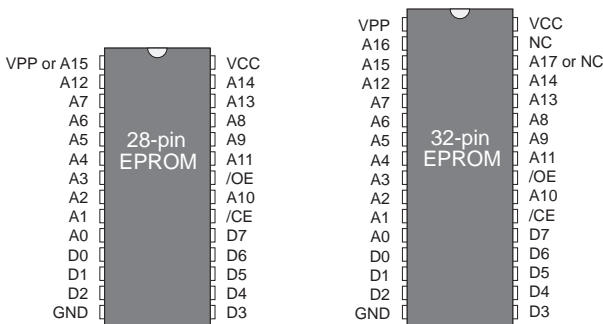 VPP or A15
A12
A7
A6
A5
A4
A3
A2
A1
A0
D0
D1
D2
GND
28-pin
EPROM
VCC
A14
A13
A8
A9
A11
/OE
A10
/CE
D7
D6
D5
D4
D3
VPP
A16
A15
A12
A7
A6
A5
A4
A3
A2
A1
A0
D0
D1
D2
GND
32-pin
EPROM
VCC
NC
A17 or NC
A14
A13
A8
A9
A11
/OE
A10
/CE
D7
D6
D5
D4
D3